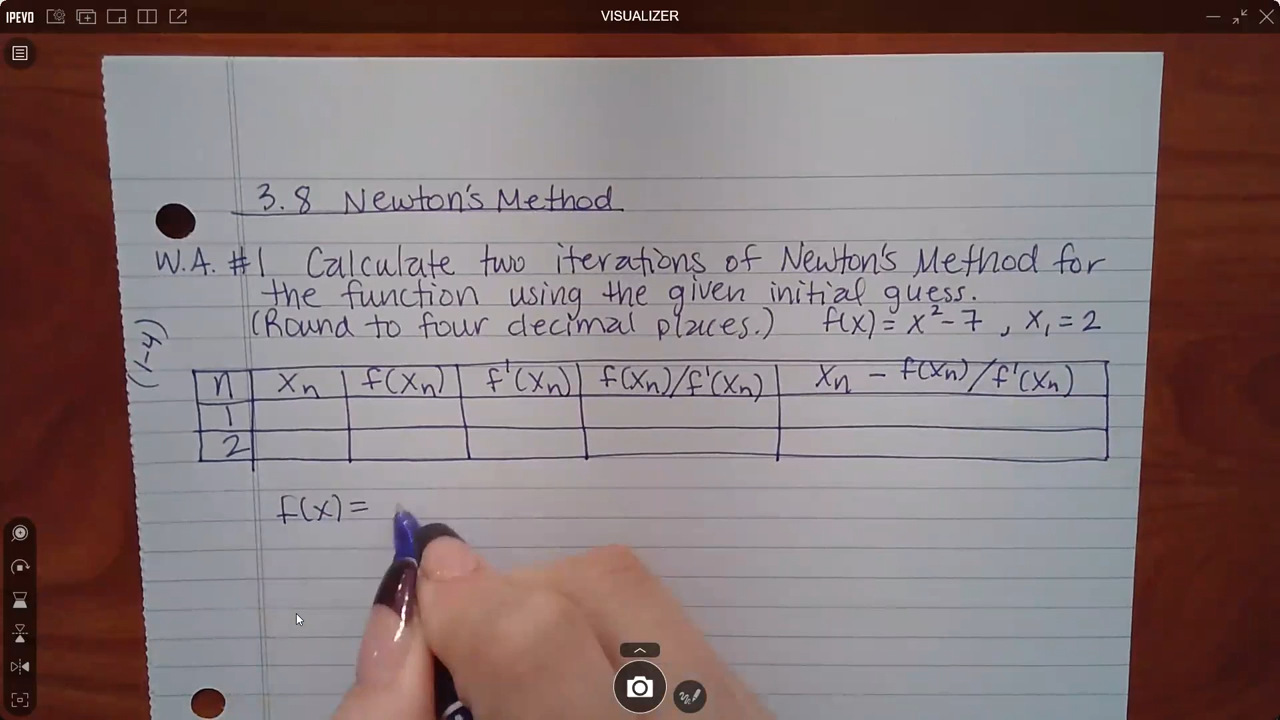 IPEVO
VISUALIZER
3.8 Newton's Method
W.A. #1 Calculate two iterations of Newton's Method for
the function using the given initial guess.
(Round to four decimal places.) f(x) = x² - 7 , x₁ = 2
(1-4)
n xₙ f(xₙ) f'(xₙ) f(xₙ)/f'(xₙ) xₙ - f(xₙ)/f'(xₙ)
1
2
f(x) =